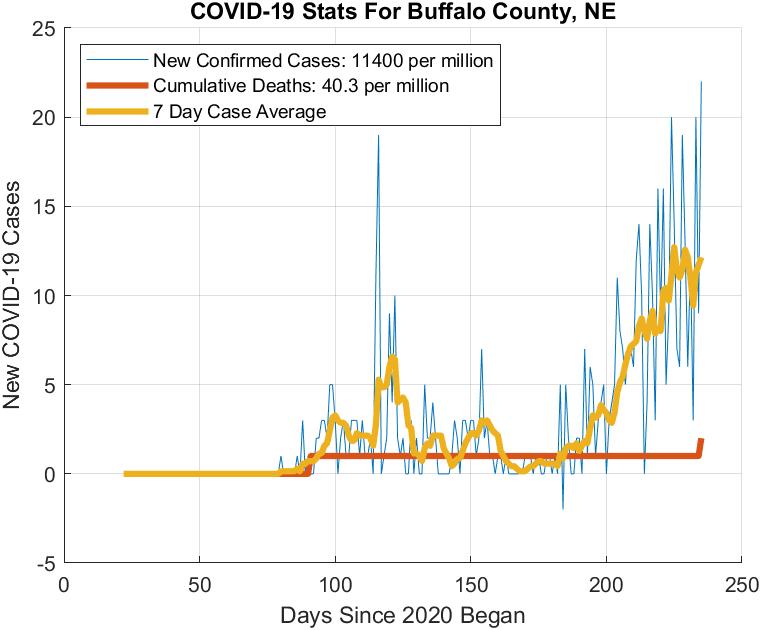 COVID-19 Stats For Buffalo County, NE
25
New Confirmed Cases: 11400 per million
Cumulative Deaths: 40.3 per million
7 Day Case Average
20
15
10
5
0
-5
New COVID-19 Cases
0 50 100 150 200 250
Days Since 2020 Began